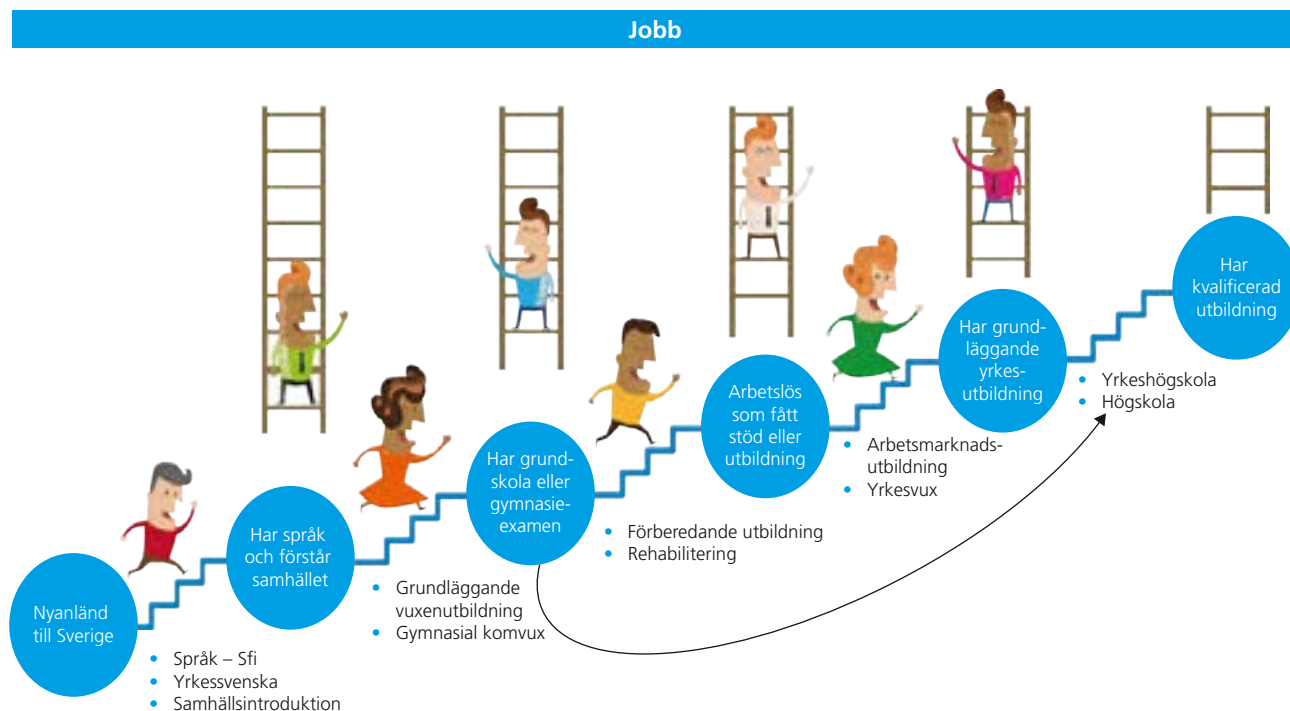 Jobb
Nyanländ
till Sverige
• Språk – Sfi
• Yrkessvenska
• Samhällsintroduktion
Har språk
och förstår
samhället
• Grundläggande
vuxenutbildning
• Gymnasial komvux
Har grund-
skola eller
gymnasie-
examen
• Förberedande utbildning
• Rehabilitering
Arbetslös
som fått
stöd eller
utbildning
• Arbetsmarknads-
utbildning
• Yrkesvux
Har grund-
läggande
yrkes-
utbildning
• Yrkeshögskola
• Högskola
Har
kvalificerad
utbildning